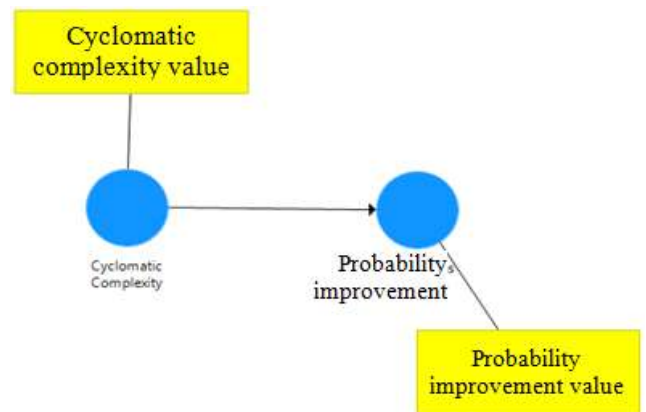 Cyclomatic
complexity value
Cyclomatic
Complexity
Probability s
improvement
Probability
improvement value